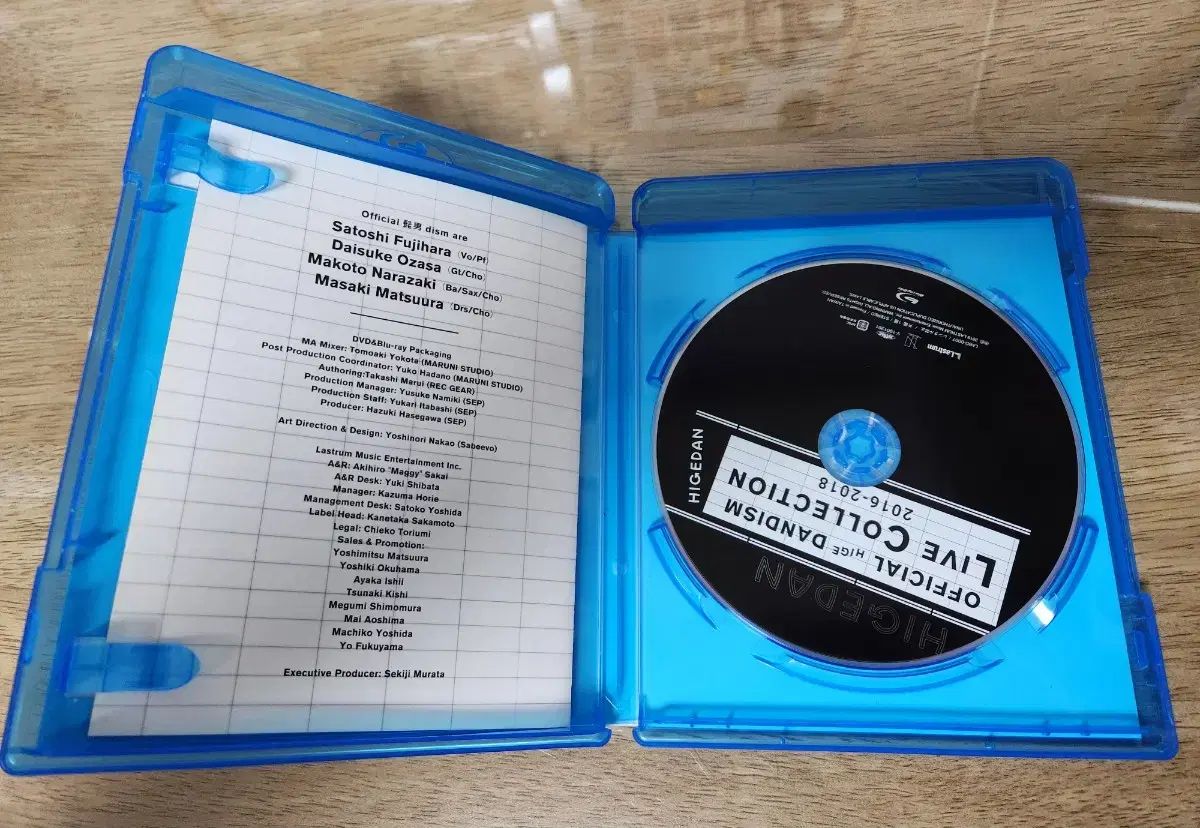 Official 髭男 dism are
Satoshi Fujihara (Vo/Pf)
Daisuke Ozasa (Gt/Cho)
Makoto Narazaki (Ba/Sax/Cho)
Masaki Matsuura (Drs/Cho)
DVD&Blu-ray Packaging
MA Mixer: Tomoaki Yokota (MARUNI STUDIO)
Post Production Coordinator: Yuko Hadano (MARUNI STUDIO)
Authoring:Takashi Marui (REC GEAR)
Production Manager: Yusuke Namiki (SEP)
Production Staff: Yukari Itabashi (SEP)
Producer: Hazuki Hasegawa (SEP)
Art Direction & Design: Yoshinori Nakao (Sabeevo)
Lastrum Music Entertainment Inc.
A&R: Akihiro "Maggy" Sakai
A&R Desk: Yuki Shibata
Manager: Kazuma Horie
Management Desk: Satoko Yoshida
Label Head: Kanetaka Sakamoto
Legal: Chieko Toriumi
Sales & Promotion:
Yoshimitsu Matsuura
Yoshiki Okuhama
Ayaka Ishii
Tsunaki Kishi
Megumi Shimomura
Mai Aoshima
Machiko Yoshida
Yo Fukuyama
Executive Producer: Sekiji Murata
HIGEDAN
OFFICIAL HIGE DANDISM
LIVE COLLECTION
2016-2018
HIGEDAN
Lastrum